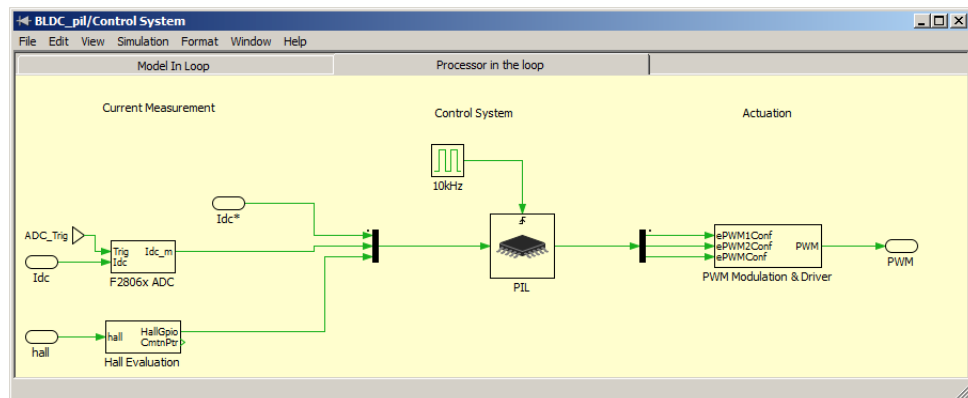 BLDC_pil/Control System
File Edit View Simulation Format Window Help
Model In Loop
Processor in the loop
Current Measurement
Control System
Actuation
10kHz
Idc*
ADC_Trig
Trig
Idc_m
Idc
Idc
F2806x ADC
PIL
ePWM1Conf
ePWM2Conf
PWM
ePWMConf
PWM Modulation & Driver
PWM
hall
HallGpio
CmtnPtr
hall
Hall Evaluation